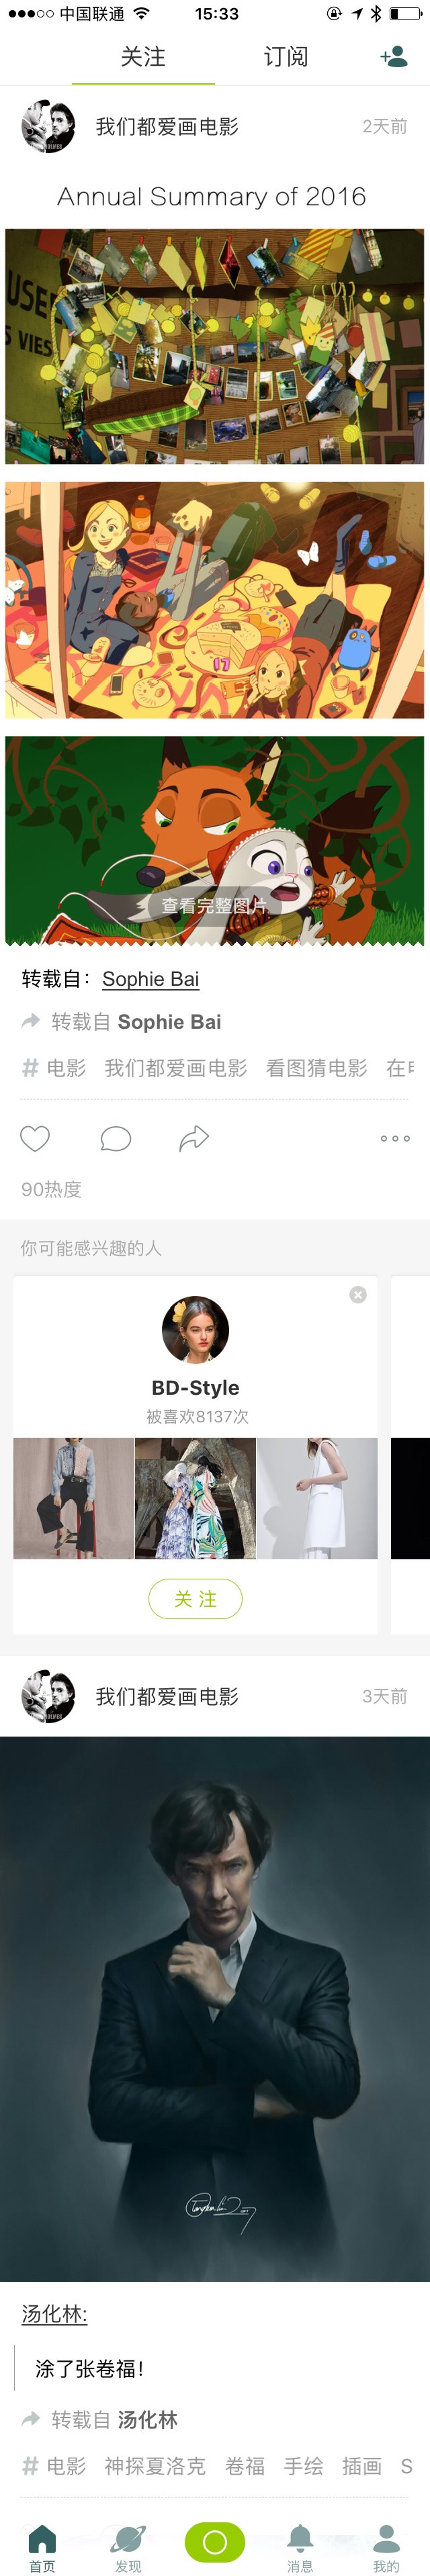 中国联通
15:33
关注
订阅
我们都爱画电影
2天前
Annual Summary of 2016
USEE
S VIES
查看完整图片
转载自：Sophie Bai
转载自 Sophie Bai
# 电影 我们都爱画电影 看图猜电影 在
90热度
你可能感兴趣的人
BD-Style
被喜欢8137次
关注
我们都爱画电影
3天前
汤化林:
涂了张卷福！
转载自 汤化林
# 电影 神探夏洛克 卷福 手绘 插画 S
首页
发现
消息
我的